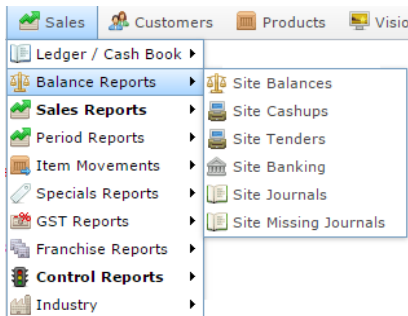 Sales Customers Products
Ledger / Cash Book
Balance Reports
Sales Reports
Period Reports
Item Movements
Specials Reports
GST Reports
Franchise Reports
Control Reports
Industry
Site Balances
Site Cashups
Site Tenders
Site Banking
Site Journals
Site Missing Journals